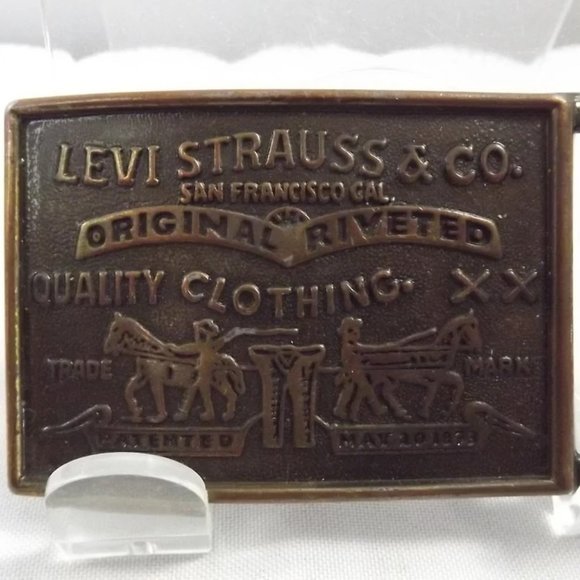 LEVI STRAUSS & CO.
SAN FRANCISCO CAL.
ORIGINAL RIVETED
QUALITY CLOTHING. XX
TRADE MARK
PATENTED MAY 20 1873